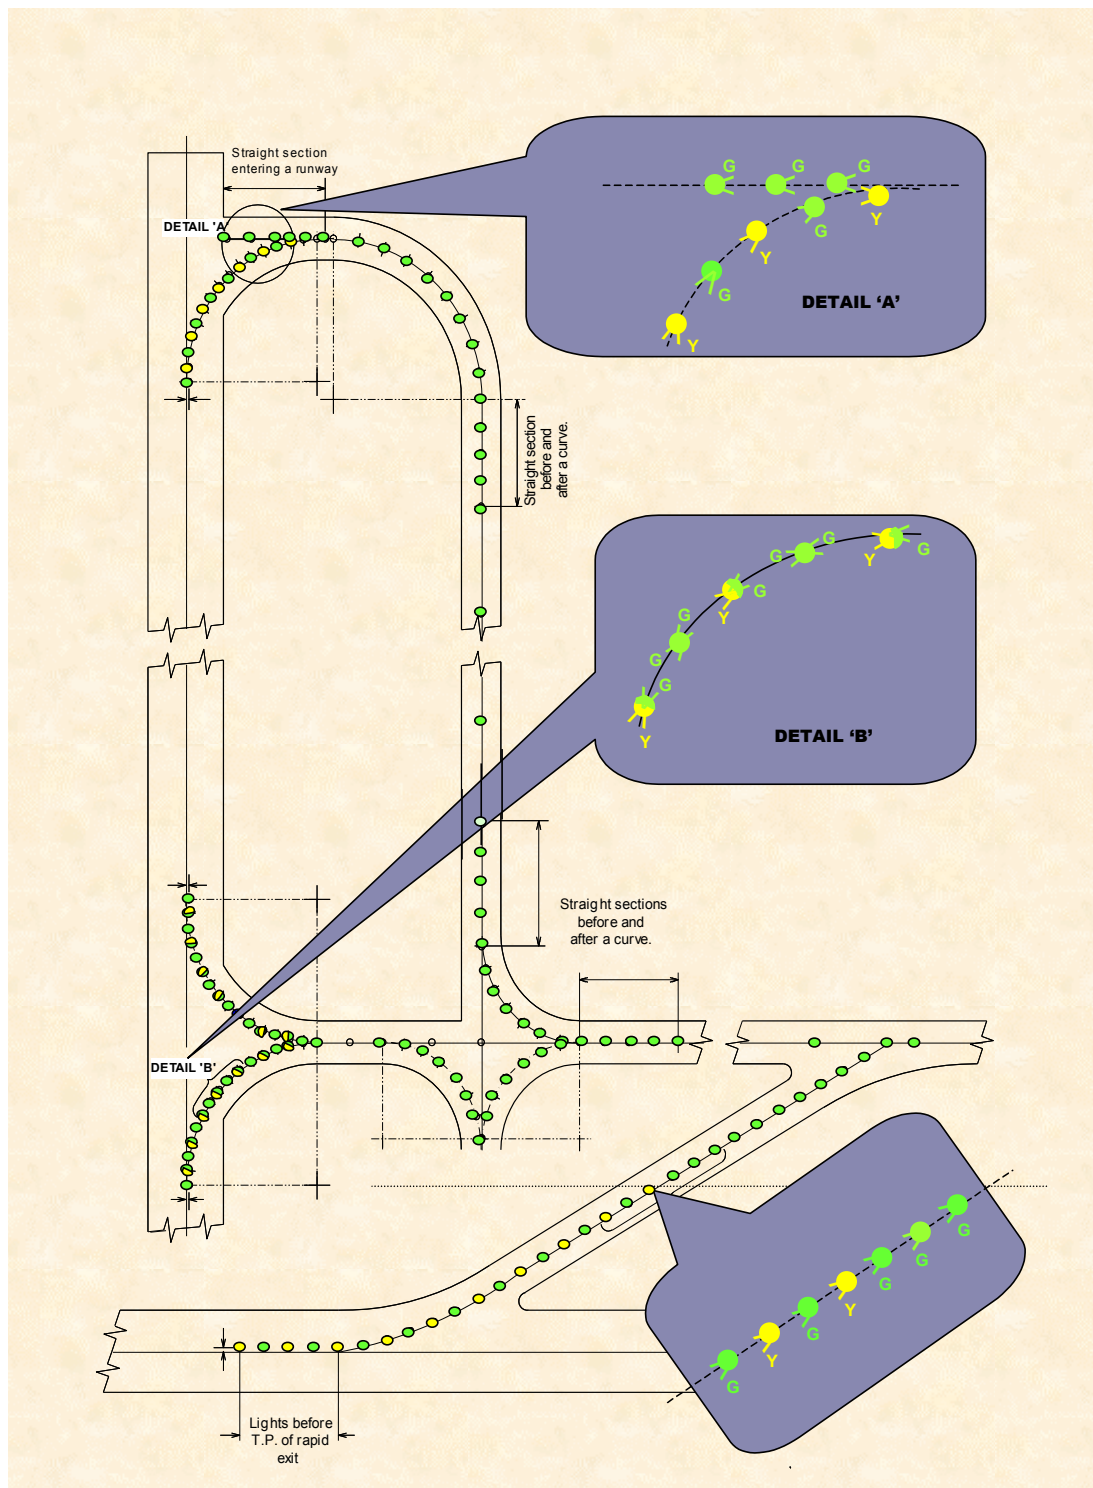 Straight section
entering a runway
DETAIL 'A'
G
G
G
G
Y
Y
G
Y
DETAIL ‘A’
Straight section
before and
after a curve.
G
G
Y
G
G
Y
G
G
G
Y
DETAIL ‘B’
Straight sections
before and
after a curve.
DETAIL 'B'
G
G
G
Y
G
Y
G
Lights before
T.P. of rapid
exit